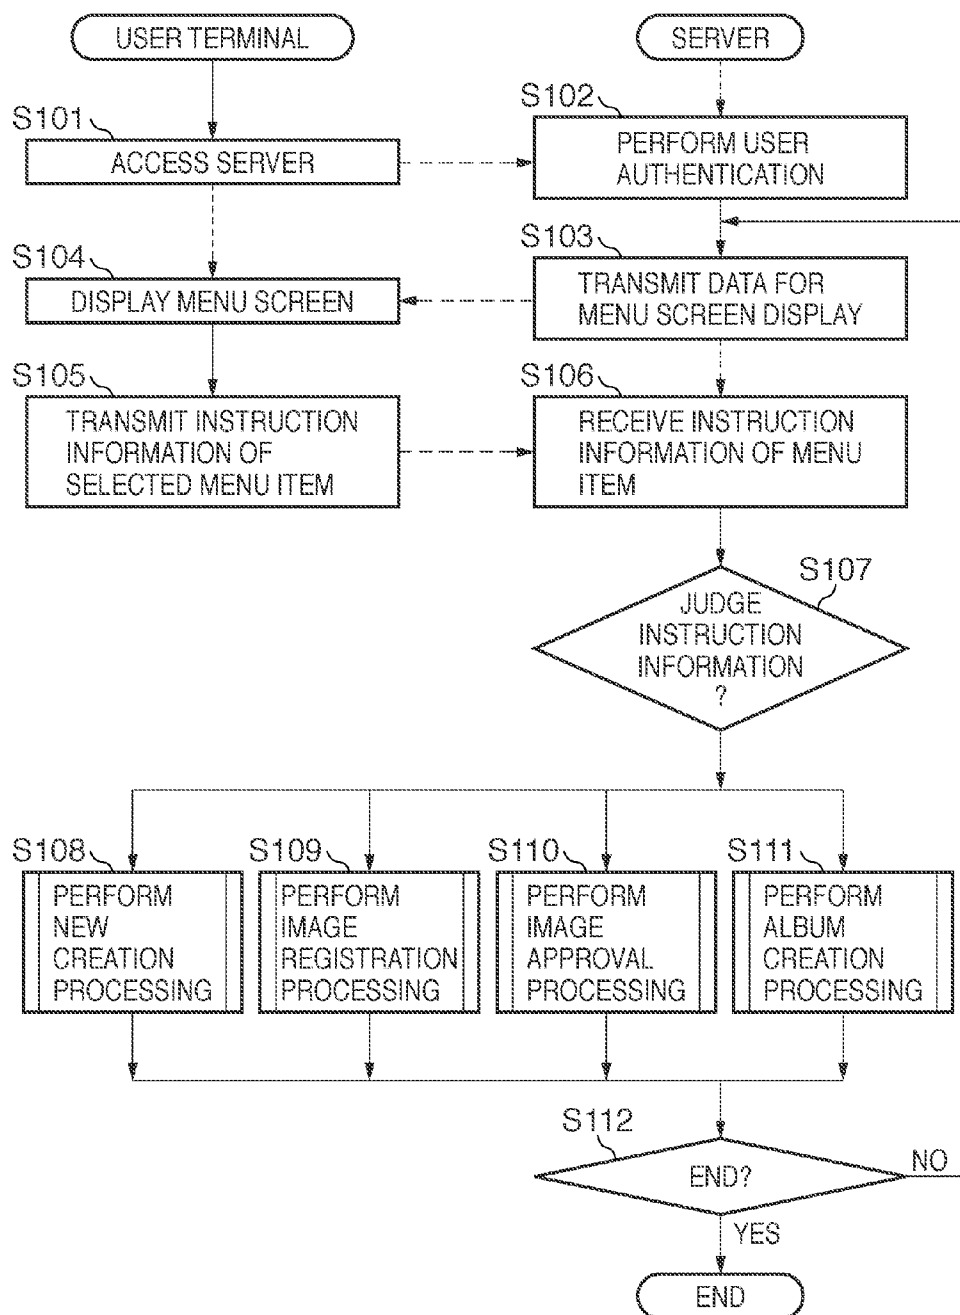 USER TERMINAL
SERVER
S101
ACCESS SERVER
S102
PERFORM USER
AUTHENTICATION
S103
TRANSMIT DATA FOR
MENU SCREEN DISPLAY
S104
DISPLAY MENU SCREEN
S105
TRANSMIT INSTRUCTION
INFORMATION OF
SELECTED MENU ITEM
S106
RECEIVE INSTRUCTION
INFORMATION OF MENU
ITEM
S107
JUDGE
INSTRUCTION
INFORMATION
?
S108
PERFORM
NEW
CREATION
PROCESSING
S109
PERFORM
IMAGE
REGISTRATION
PROCESSING
S110
PERFORM
IMAGE
APPROVAL
PROCESSING
S111
PERFORM
ALBUM
CREATION
PROCESSING
S112
END?
NO
YES
END